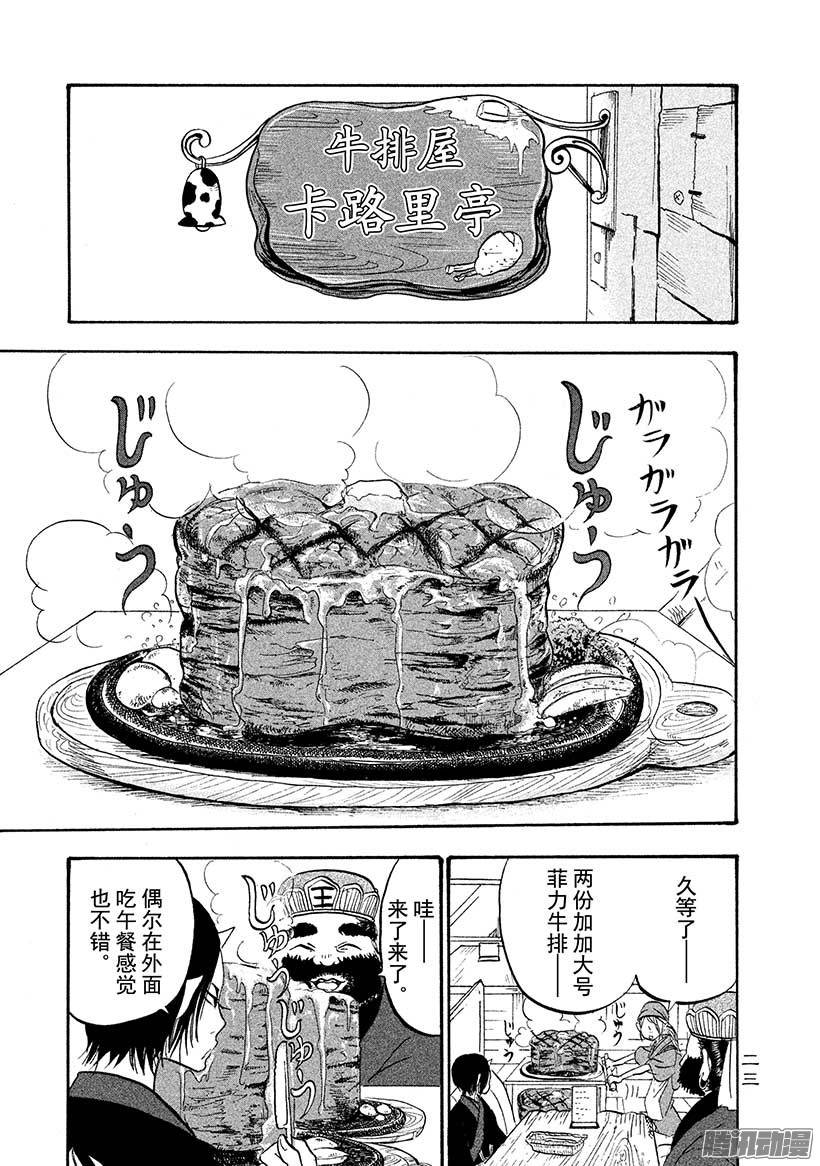 牛排屋
卡路里亭
ガラガラガラ
じゅう
じゅう
久等了——
两份加加大号
菲力牛排——
じゅう
じゅう
二三
哇——
来了来了。
王
じゅう
じゅう
偶尔在外面
吃午餐感觉
也不错。
腾讯动漫